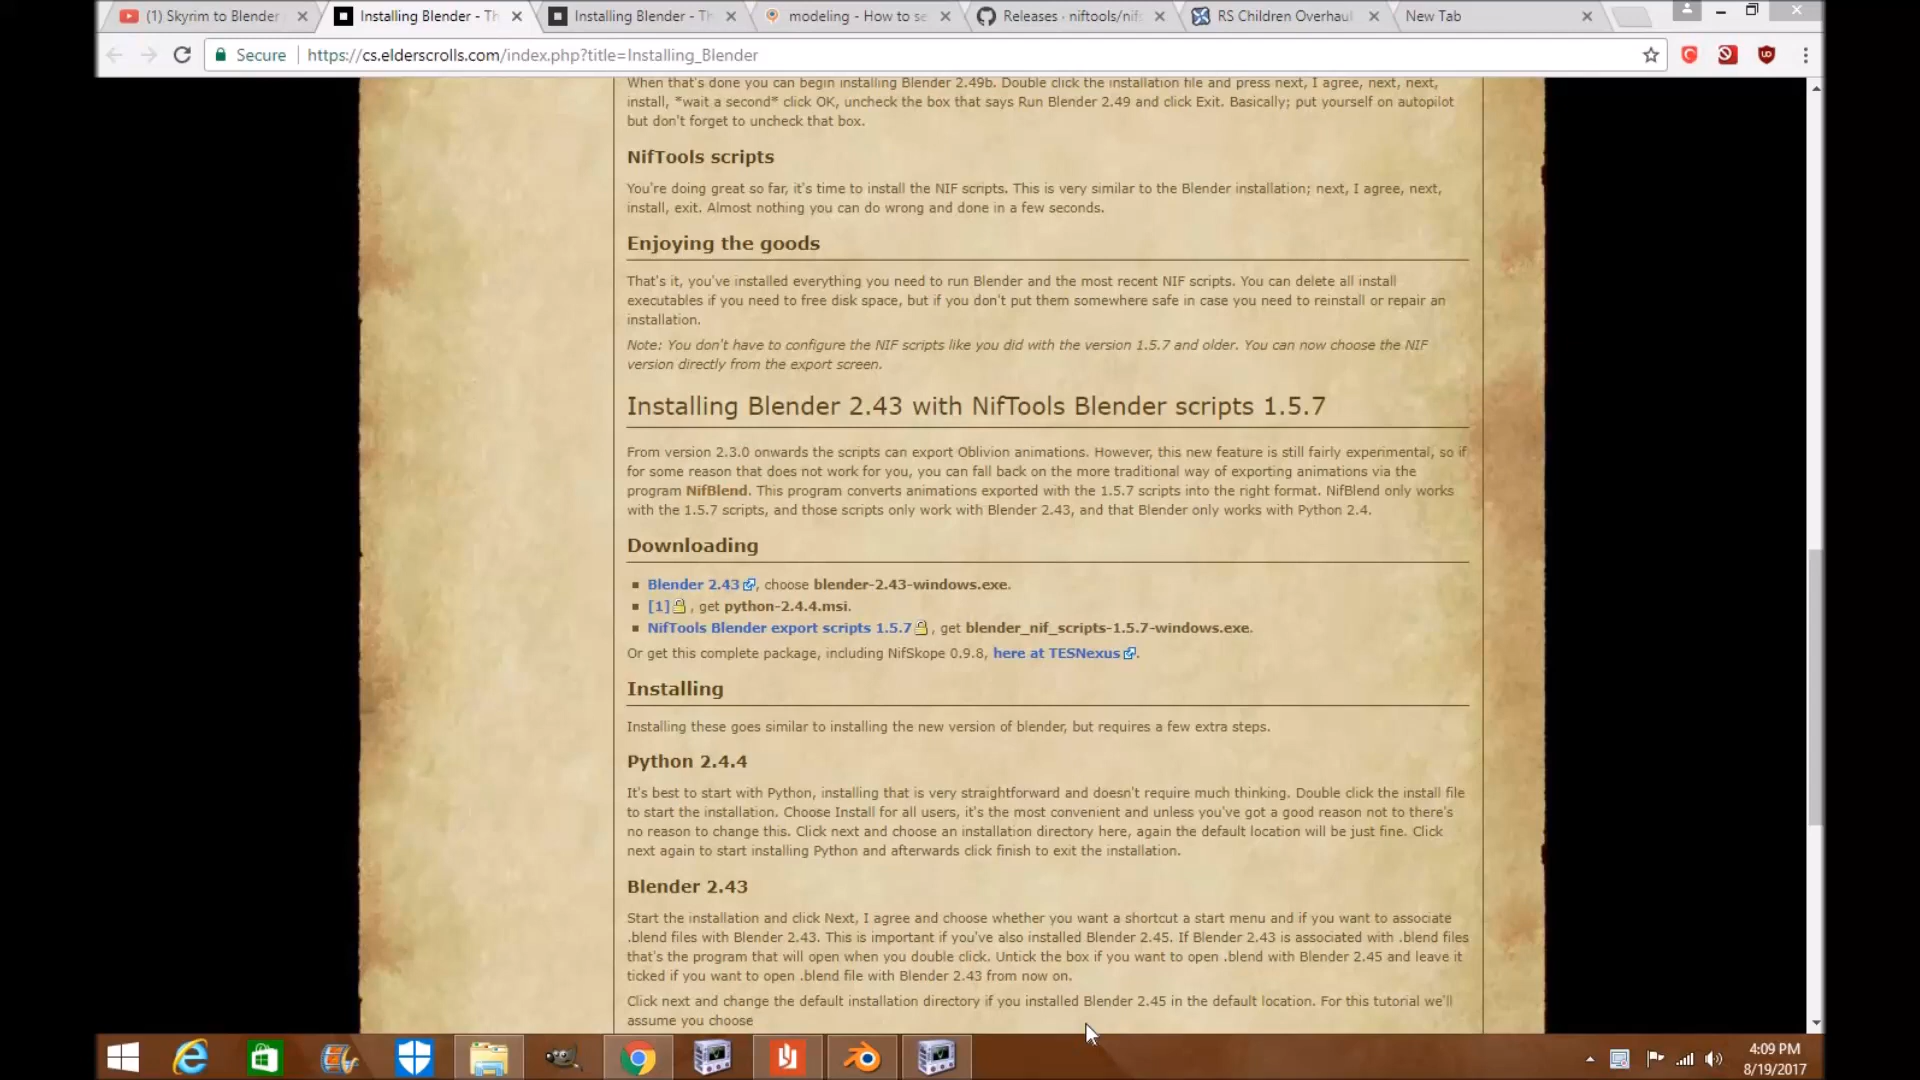 (1) Skyrim to Blender
Installing Blender - Th
Installing Blender - Th
modeling - How to se
Releases · niftools/nifs
RS Children Overhaul
New Tab
Secure
https://cs.elderscrolls.com/index.php?title=Installing_Blender
When that's done you can begin installing Blender 2.49b. Double click the installation file and press next, I agree, next, next,
install, *wait a second* click OK, uncheck the box that says Run Blender 2.49 and click Exit. Basically; put yourself on autopilot
but don't forget to uncheck that box.
NifTools scripts
You're doing great so far, it's time to install the NIF scripts. This is very similar to the Blender installation; next, I agree, next,
install, exit. Almost nothing you can do wrong and done in a few seconds.
Enjoying the goods
That's it, you've installed everything you need to run Blender and the most recent NIF scripts. You can delete all install
executables if you need to free disk space, but if you don't put them somewhere safe in case you need to reinstall or repair an
installation.
Note: You don't have to configure the NIF scripts like you did with the version 1.5.7 and older. You can now choose the NIF
version directly from the export screen.
Installing Blender 2.43 with NifTools Blender scripts 1.5.7
From version 2.3.0 onwards the scripts can export Oblivion animations. However, this new feature is still fairly experimental, so if
for some reason that does not work for you, you can fall back on the more traditional way of exporting animations via the
program NifBlend. This program converts animations exported with the 1.5.7 scripts into the right format. NifBlend only works
with the 1.5.7 scripts, and those scripts only work with Blender 2.43, and that Blender only works with Python 2.4.
Downloading
Blender 2.43, choose blender-2.43-windows.exe.
[1], get python-2.4.4.msi.
NifTools Blender export scripts 1.5.7, get blender_nif_scripts-1.5.7-windows.exe.
Or get this complete package, including NifSkope 0.9.8, here at TESNexus.
Installing
Installing these goes similar to installing the new version of blender, but requires a few extra steps.
Python 2.4.4
It's best to start with Python, installing that is very straightforward and doesn't require much thinking. Double click the install file
to start the installation. Choose Install for all users, it's the most convenient and unless you've got a good reason not to there's
no reason to change this. Click next and choose an installation directory here, again the default location will be just fine. Click
next again to start installing Python and afterwards click finish to exit the installation.
Blender 2.43
Start the installation and click Next, I agree and choose whether you want a shortcut a start menu and if you want to associate
.blend files with Blender 2.43. This is important if you've also installed Blender 2.45. If Blender 2.43 is associated with .blend files
that's the program that will open when you double click. Untick the box if you want to open .blend with Blender 2.45 and leave it
ticked if you want to open .blend file with Blender 2.43 from now on.
Click next and change the default installation directory if you installed Blender 2.45 in the default location. For this tutorial we'll
assume you choose
4:09 PM
8/19/2017